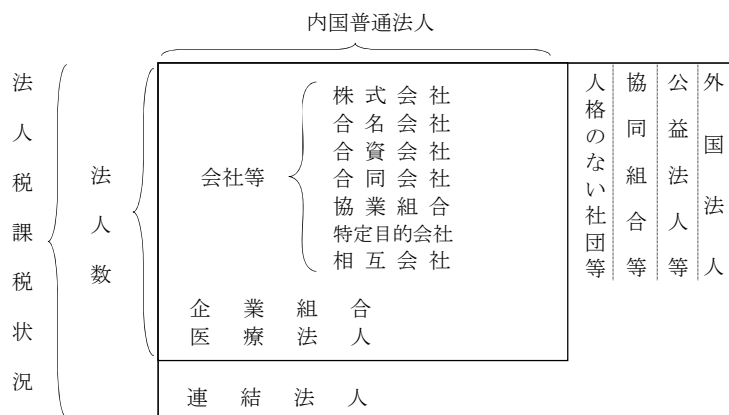 内国普通法人
法人税課税状況
法人数
会社等
株式会社
合名会社
合資会社
合同会社
協業組合
特定目的会社
相互会社
企業組合
医療法人
連結法人
人格のない社団等
協同組合等
公益法人等
外国法人